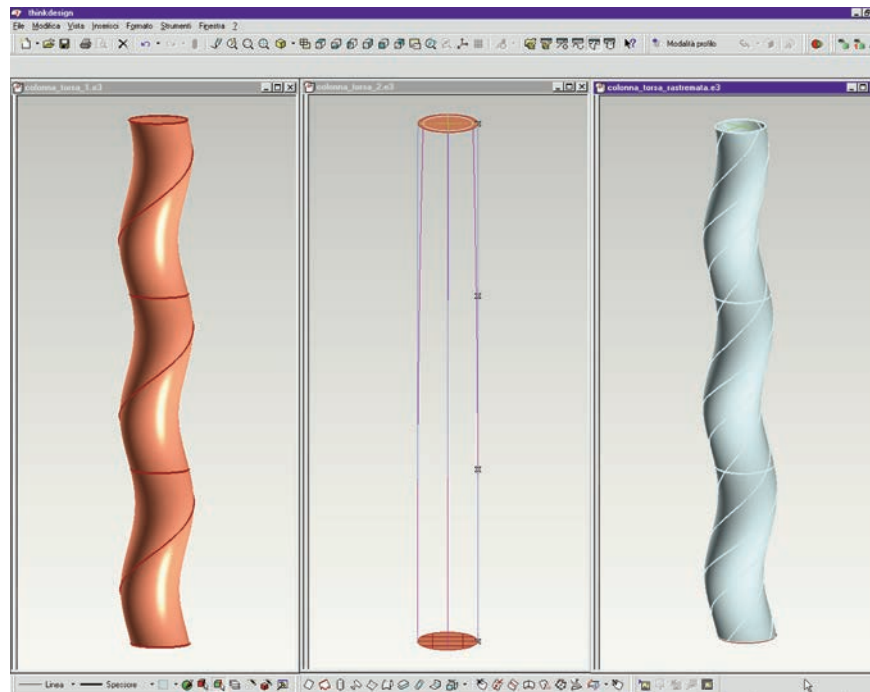 thinkdesign
File Modifica Vista Inserisci Formato Strumenti Finestra ?
Modalità profilo
colonna_torsa_1.e3
colonna_torsa_2.e3
colonna_torsa_rastremata.e3
Linea
Spessore